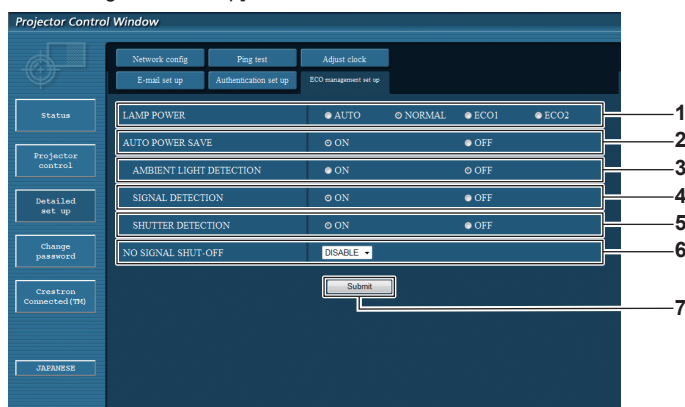 Projector Control Window
Network config Ping test Adjust clock
E-mail set up Authentication set up ECO management set up
Status
LAMP POWER AUTO NORMAL ECO1 ECO2 1
AUTO POWER SAVE ON OFF 2
Projector
control
AMBIENT LIGHT DETECTION ON OFF 3
Detailed
set up
SIGNAL DETECTION ON OFF 4
SHUTTER DETECTION ON OFF 5
Change
password
NO SIGNAL SHUT-OFF DISABLE 6
Crestron
Connected(TM)
Submit
7
JAPANESE